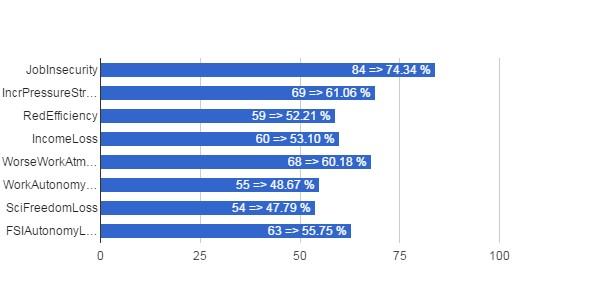 JobInsecurity 84 => 74.34 %
IncrPressureStr… 69 => 61.06 %
RedEfficiency 59 => 52.21 %
IncomeLoss 60 => 53.10 %
WorseWorkAtm… 68 => 60.18 %
WorkAutonomy… 55 => 48.67 %
SciFreedomLoss 54 => 47.79 %
FSIAutonomyL… 63 => 55.75 %
0 25 50 75 100